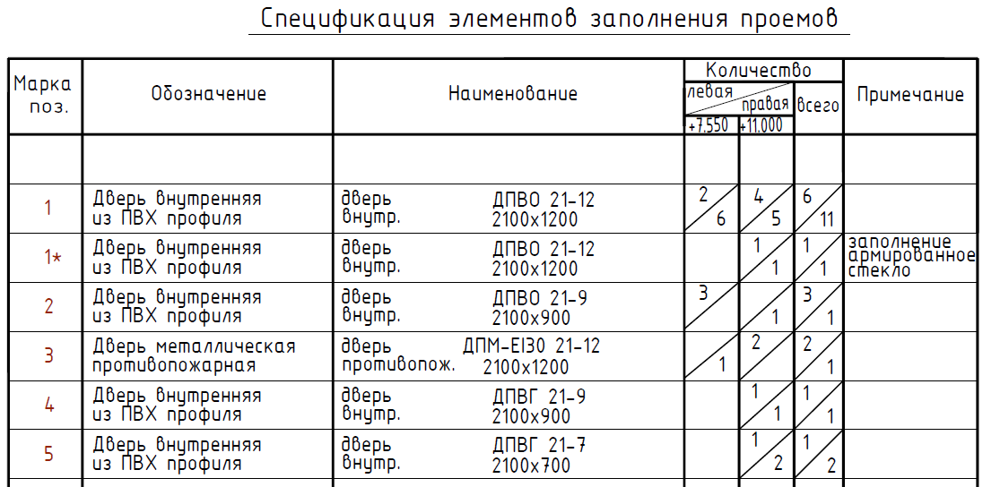 Спецификация элементов заполнения проемов
Марка поз. Обозначение Наименование Количество Примечание
левая правая всего
+7.550 +11.000
1 Дверь внутренняя дверь ДПВО 21-12 2 4 6
из ПВХ профиля внутр. 2100х1200 6 5 11
1* Дверь внутренняя дверь ДПВО 21-12 1 1 заполнение
из ПВХ профиля внутр. 2100х1200 1 1 армированное
стекло
2 Дверь внутренняя дверь ДПВО 21-9 3 3
из ПВХ профиля внутр. 2100х900 1 1
3 Дверь металлическая дверь ДПМ-EI30 21-12 2 2
противопожарная противопож. 2100х1200 1 1
4 Дверь внутренняя дверь ДПВГ 21-9 1 1
из ПВХ профиля внутр. 2100х900 1 1
5 Дверь внутренняя дверь ДПВГ 21-7 1 1
из ПВХ профиля внутр. 2100х700 2 2